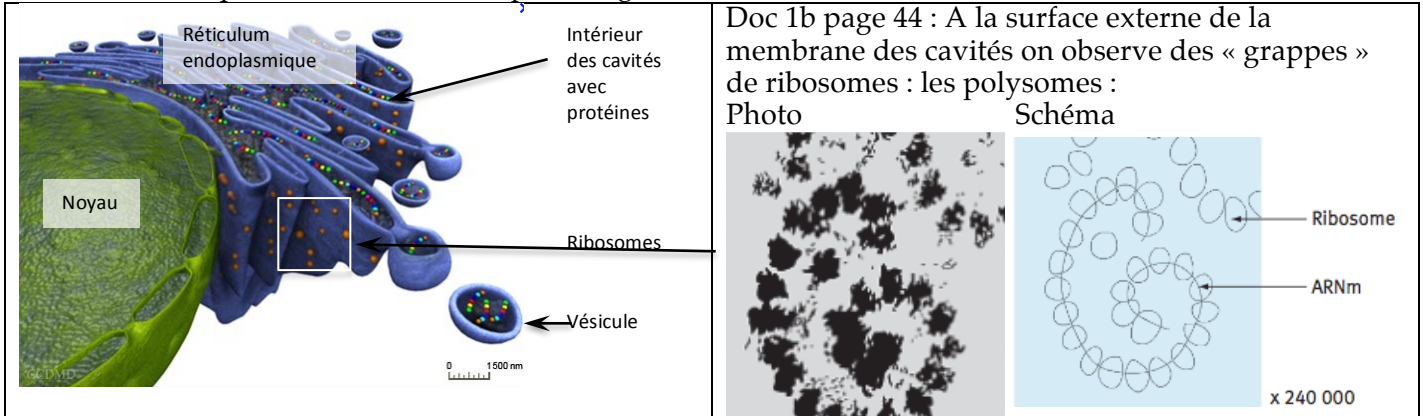 Réticulum
endoplasmique
Intérieur
des cavités
avec
protéines
Noyau
Ribosomes
Vésicule
0 1500 nm
Doc 1b page 44 : A la surface externe de la
membrane des cavités on observe des « grappes »
de ribosomes : les polysomes :
Photo Schéma
Ribosome
ARNm
x 240 000